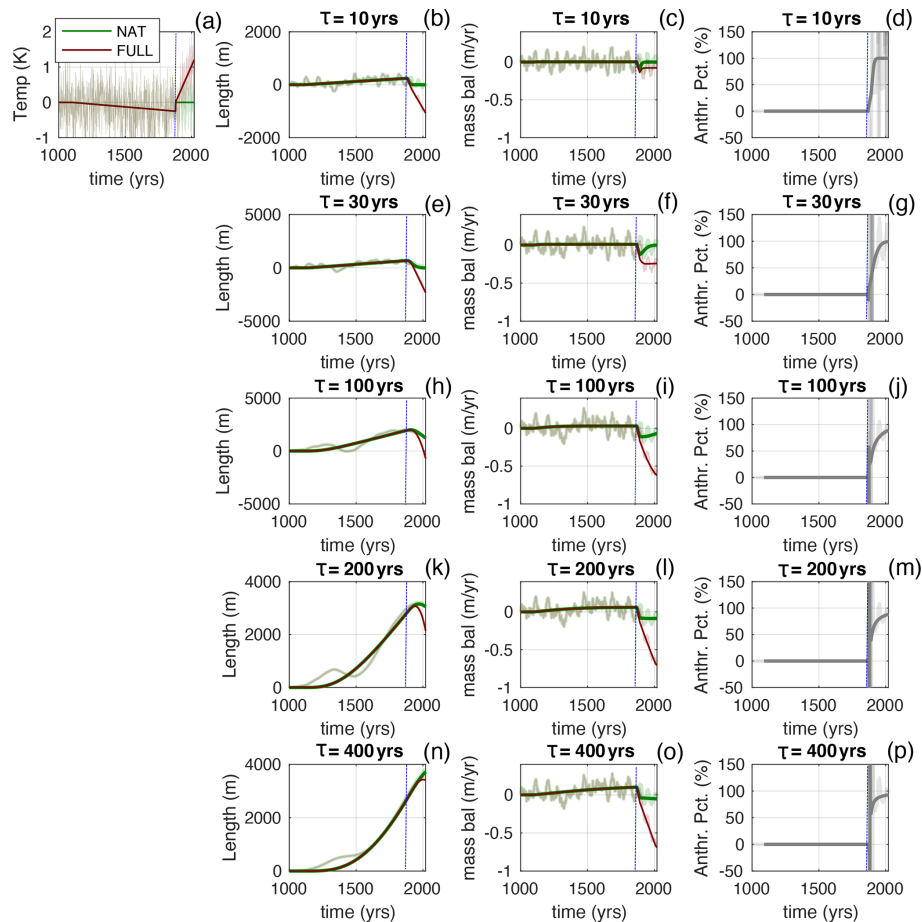 (a)
NAT
FULL
Temp (K)
1
0
-1
1000 1500 2000
time (yrs)
τ = 10 yrs (b)
Length (m)
2000
0
-2000
1000 1500 2000
time (yrs)
τ = 10 yrs (c)
mass bal (m/yr)
0
-0.5
-1
1000 1500 2000
time (yrs)
τ = 10 yrs (d)
Anthr. Pct. (%)
150
100
50
0
-50
1000 1500 2000
time (yrs)
τ = 30 yrs (e)
Length (m)
5000
0
-5000
1000 1500 2000
time (yrs)
τ = 30 yrs (f)
mass bal (m/yr)
0
-0.5
-1
1000 1500 2000
time (yrs)
τ = 30 yrs (g)
Anthr. Pct. (%)
150
100
50
0
-50
1000 1500 2000
time (yrs)
τ = 100 yrs (h)
Length (m)
5000
0
-5000
1000 1500 2000
time (yrs)
τ = 100 yrs (i)
mass bal (m/yr)
0
-0.5
-1
1000 1500 2000
time (yrs)
τ = 100 yrs (j)
Anthr. Pct. (%)
150
100
50
0
-50
1000 1500 2000
time (yrs)
τ = 200 yrs (k)
Length (m)
4000
2000
0
1000 1500 2000
time (yrs)
τ = 200 yrs (l)
mass bal (m/yr)
0
-0.5
-1
1000 1500 2000
time (yrs)
τ = 200 yrs (m)
Anthr. Pct. (%)
150
100
50
0
-50
1000 1500 2000
time (yrs)
τ = 400 yrs (n)
Length (m)
4000
2000
0
1000 1500 2000
time (yrs)
τ = 400 yrs (o)
mass bal (m/yr)
0
-0.5
-1
1000 1500 2000
time (yrs)
τ = 400 yrs (p)
Anthr. Pct. (%)
150
100
50
0
-50
1000 1500 2000
time (yrs)